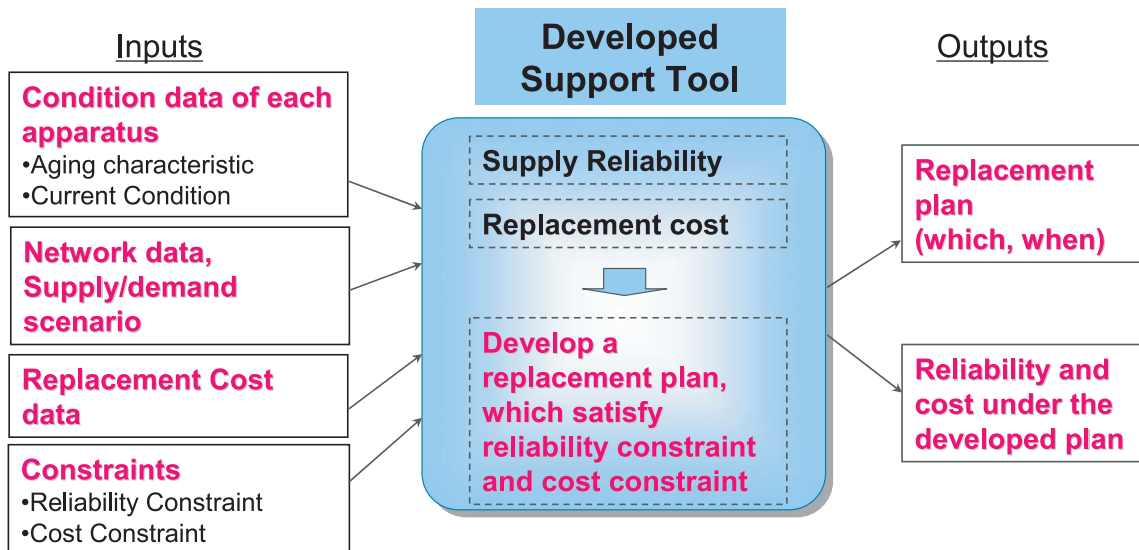 Inputs
Condition data of each
apparatus
•Aging characteristic
•Current Condition
Network data,
Supply/demand
scenario
Replacement Cost
data
Constraints
•Reliability Constraint
•Cost Constraint
Developed
Support Tool
Supply Reliability
Replacement cost
Develop a
replacement plan,
which satisfy
reliability constraint
and cost constraint
Outputs
Replacement
plan
(which, when)
Reliability and
cost under the
developed plan